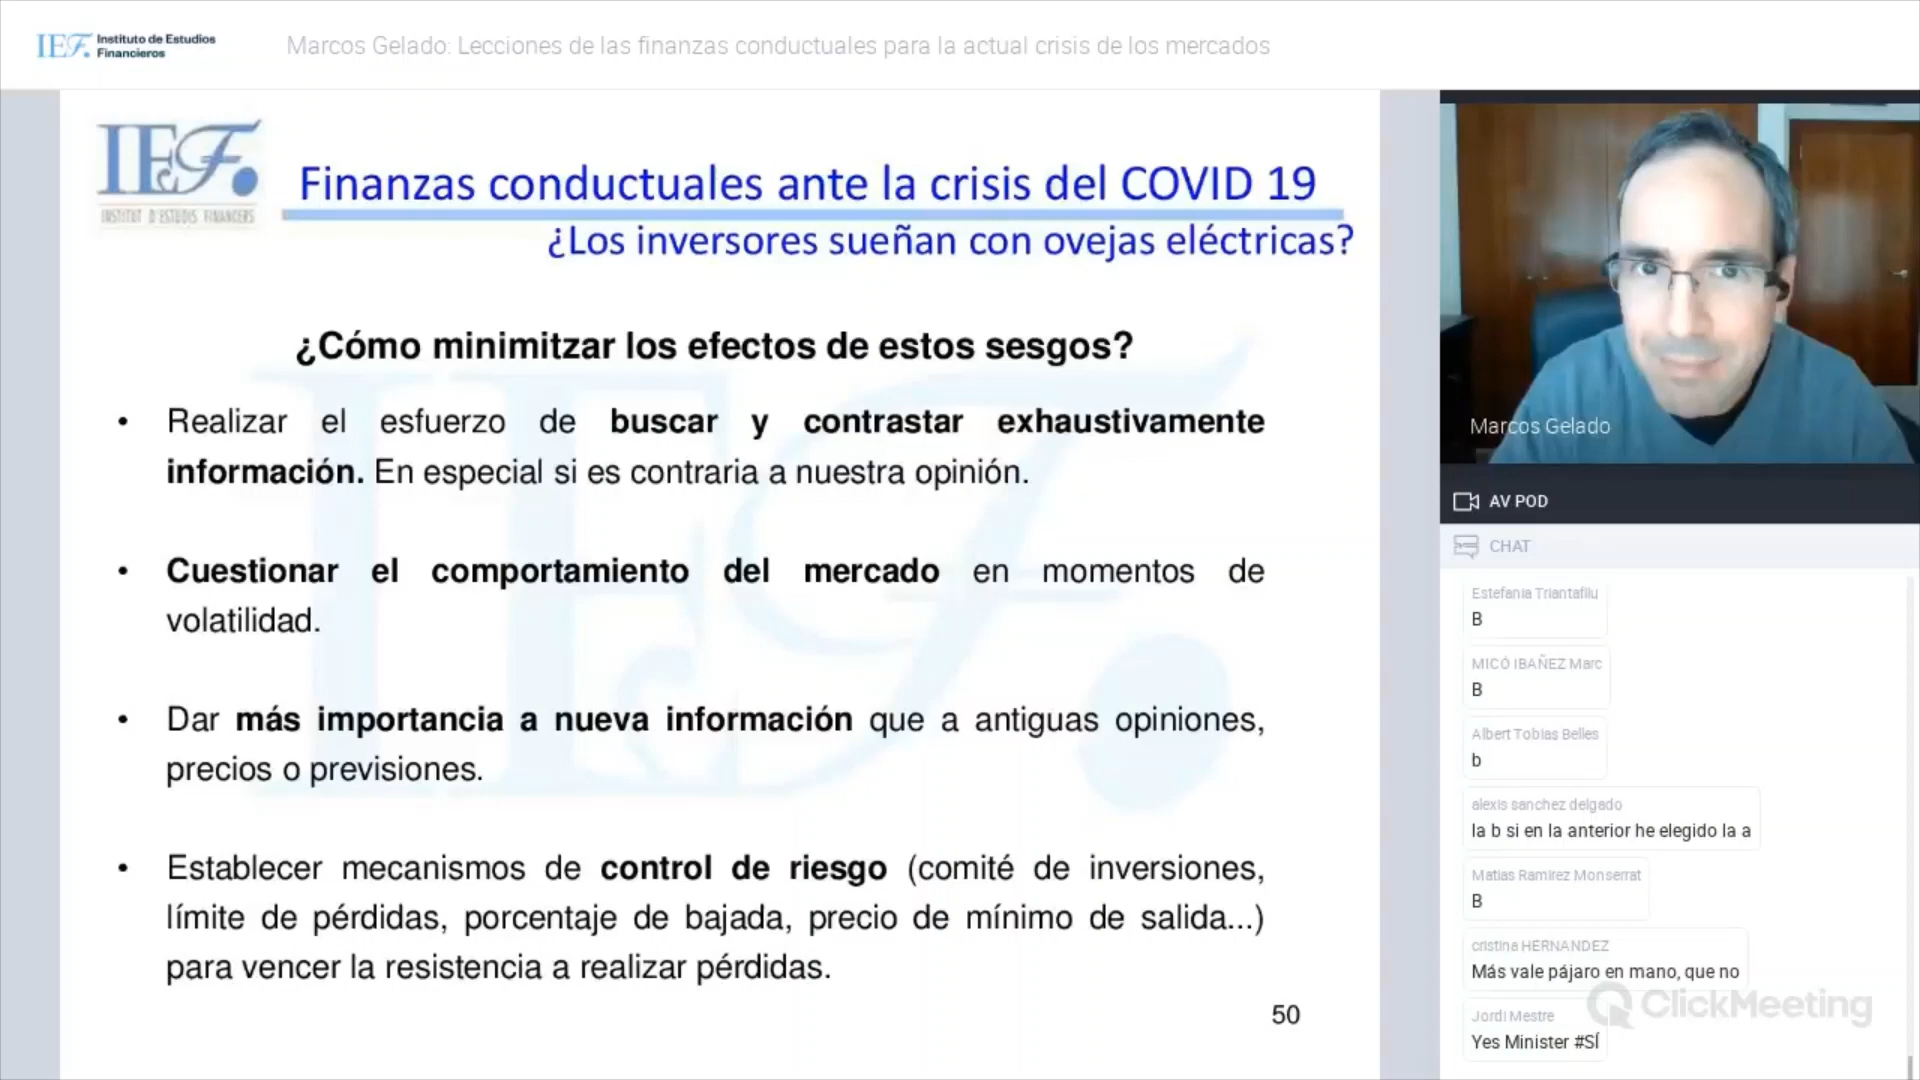 IEF. Instituto de Estudios
Financieros
Marcos Gelado: Lecciones de las finanzas conductuales para la actual crisis de los mercados
IEF.
INSTITUT D'ESTUDIS FINANCERS
Finanzas conductuales ante la crisis del COVID 19
¿Los inversores sueñan con ovejas eléctricas?
¿Cómo minimitzar los efectos de estos sesgos?
• Realizar el esfuerzo de buscar y contrastar exhaustivamente
información. En especial si es contraria a nuestra opinión.
• Cuestionar el comportamiento del mercado en momentos de
volatilidad.
• Dar más importancia a nueva información que a antiguas opiniones,
precios o previsiones.
• Establecer mecanismos de control de riesgo (comité de inversiones,
límite de pérdidas, porcentaje de bajada, precio de mínimo de salida...)
para vencer la resistencia a realizar pérdidas.
50
Marcos Gelado
AV POD
CHAT
Estefania Triantafilu
B
MICÓ IBAÑEZ Marc
B
Albert Tobias Belles
b
alexis sanchez delgado
la b si en la anterior he elegido la a
Matias Ramirez Monserrat
B
cristina HERNANDEZ
Más vale pájaro en mano, que no
Jordi Mestre
Yes Minister #SÍ
ClickMeeting